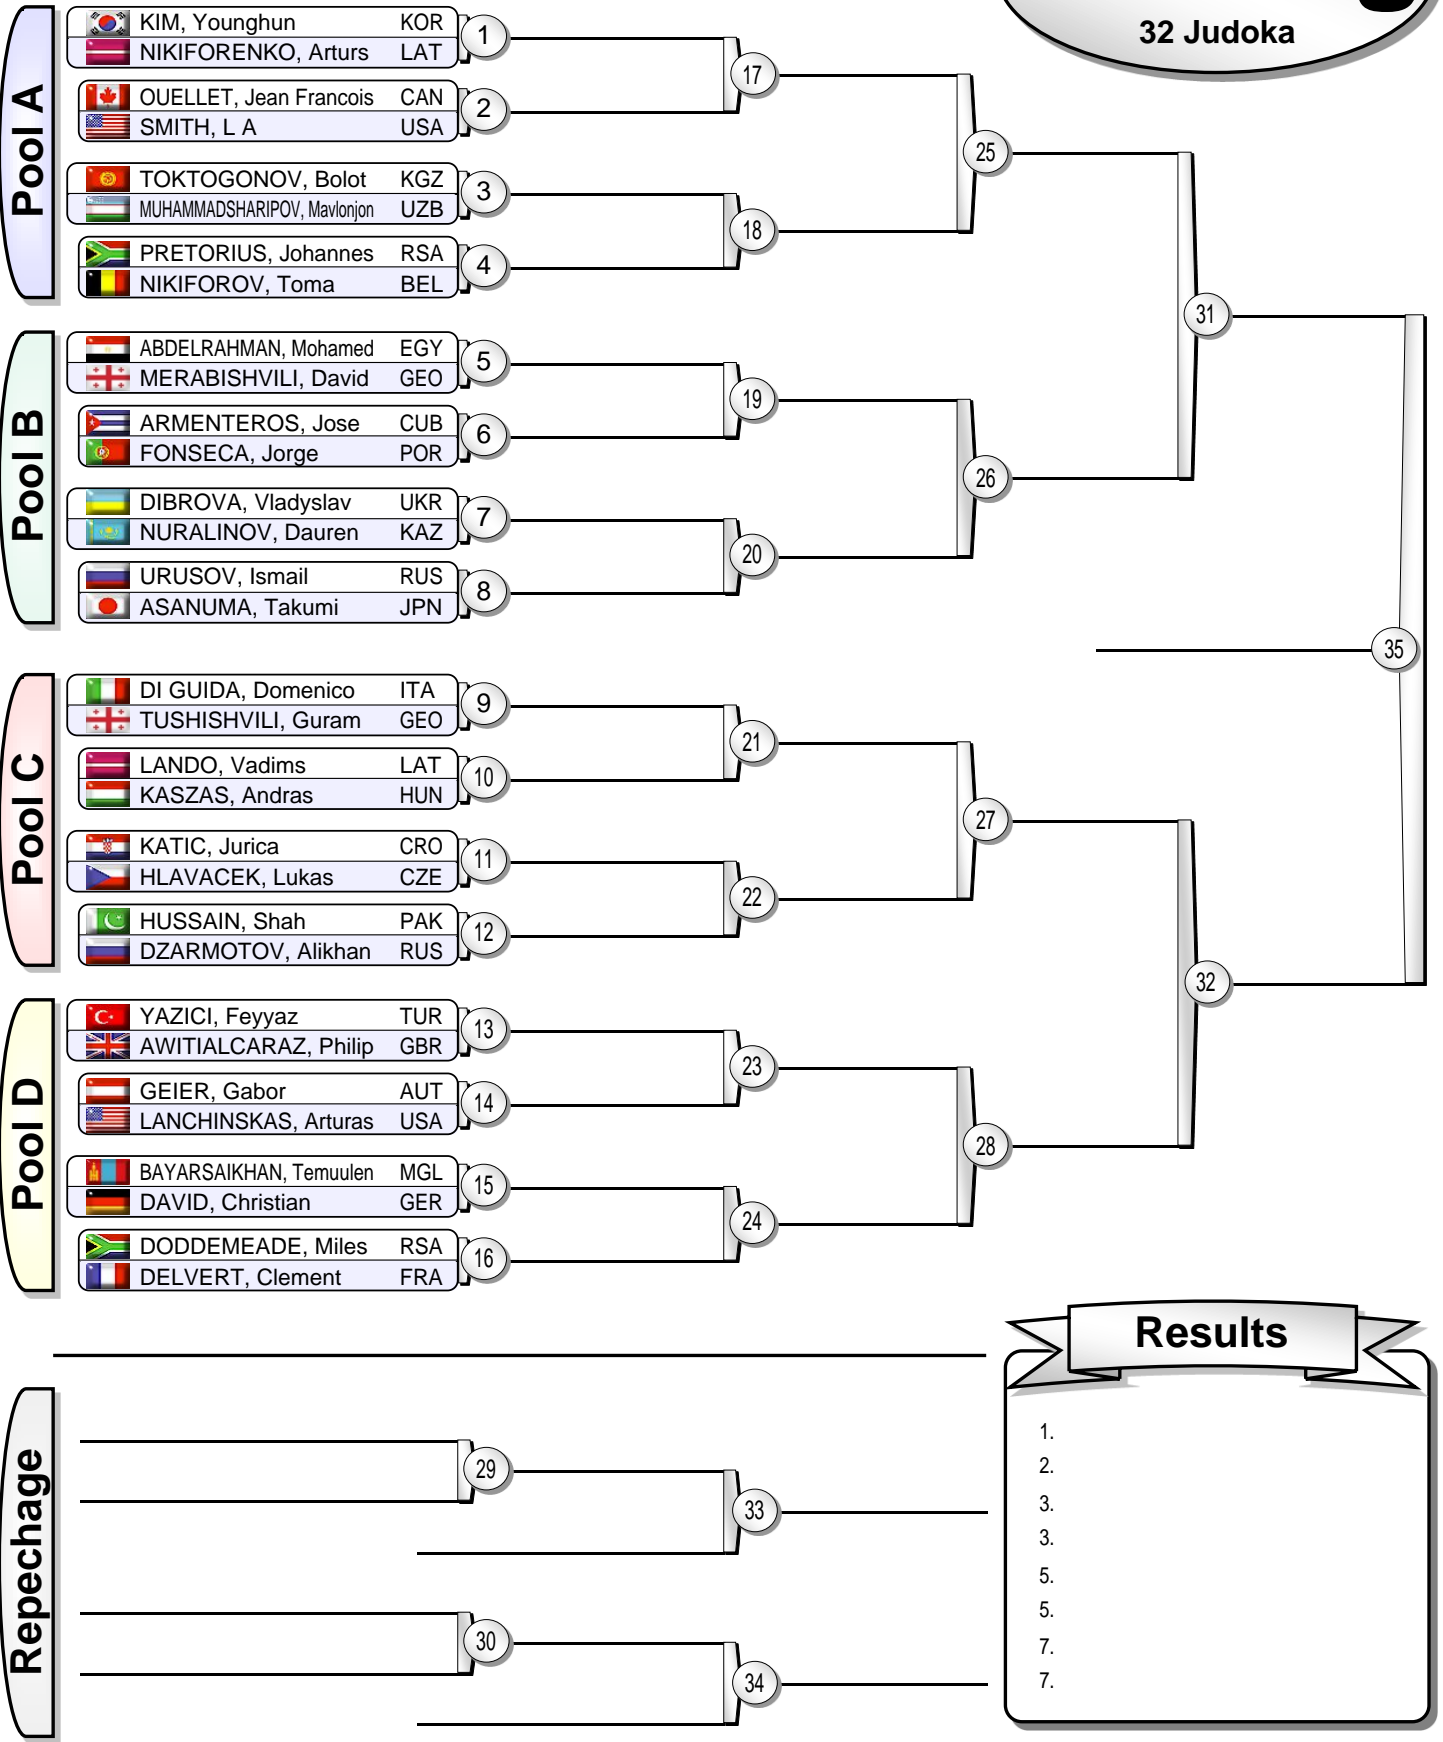 32 Judoka
Pool A
KIM, Younghun KOR
NIKIFORENKO, Arturs LAT
1
OUELLET, Jean Francois CAN
SMITH, L A USA
2
17
TOKTOGONOV, Bolot KGZ
MUHAMMADSHARIPOV, Mavlonjon UZB
3
PRETORIUS, Johannes RSA
NIKIFOROV, Toma BEL
4
18
25
Pool B
ABDELRAHMAN, Mohamed EGY
MERABISHVILI, David GEO
5
ARMENTEROS, Jose CUB
FONSECA, Jorge POR
6
19
DIBROVA, Vladyslav UKR
NURALINOV, Dauren KAZ
7
URUSOV, Ismail RUS
ASANUMA, Takumi JPN
8
20
26
31
35
Pool C
DI GUIDA, Domenico ITA
TUSHISHVILI, Guram GEO
9
LANDO, Vadims LAT
KASZAS, Andras HUN
10
21
KATIC, Jurica CRO
HLAVACEK, Lukas CZE
11
HUSSAIN, Shah PAK
DZARMOTOV, Alikhan RUS
12
22
27
Pool D
YAZICI, Feyyaz TUR
AWITIALCARAZ, Philip GBR
13
GEIER, Gabor AUT
LANCHINSKAS, Arturas USA
14
23
BAYARSAIKHAN, Temuulen MGL
DAVID, Christian GER
15
DODDEMEADE, Miles RSA
DELVERT, Clement FRA
16
24
28
32
Repechage
29
33
30
34
Results
1.
2.
3.
3.
5.
5.
7.
7.